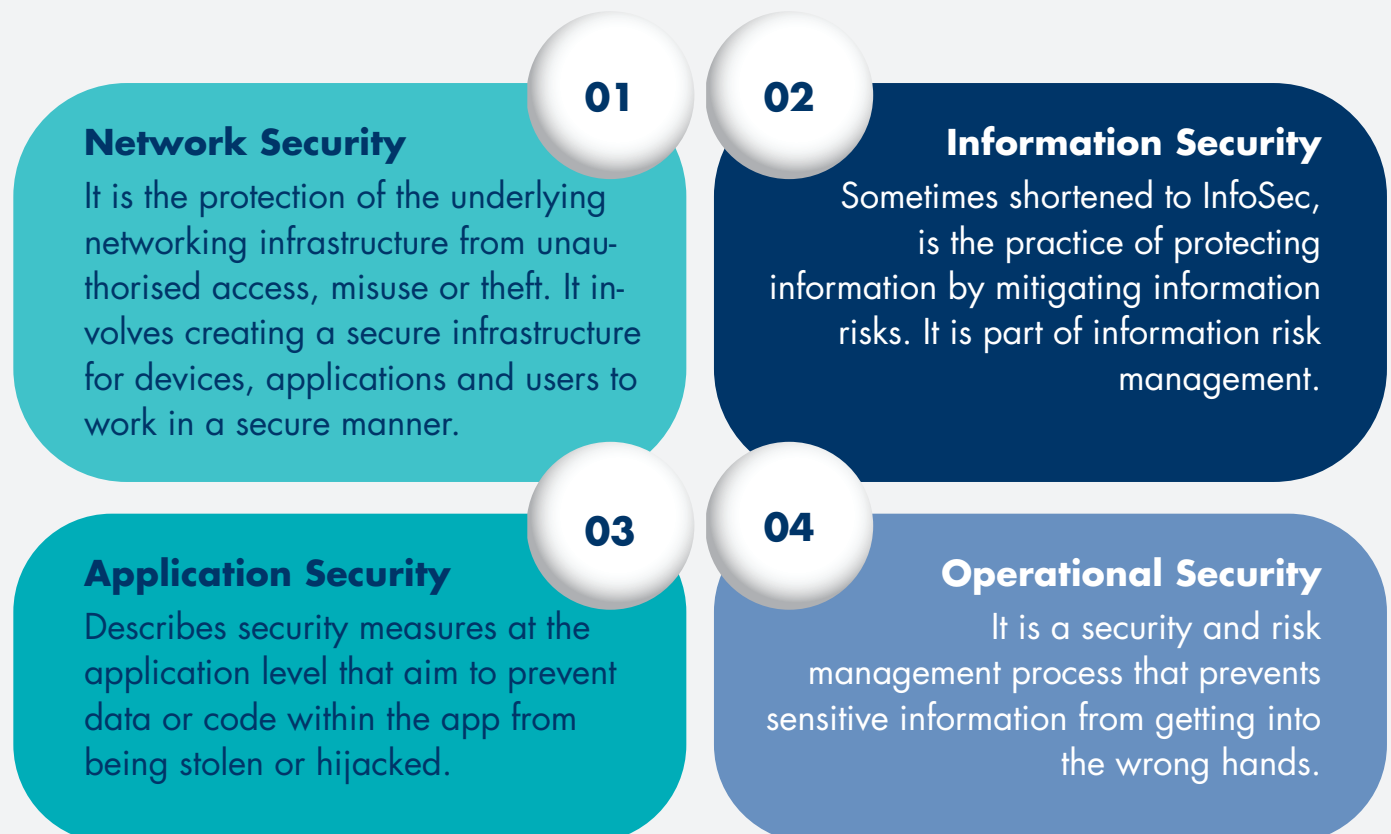 01
Network Security
It is the protection of the underlying
networking infrastructure from unau-
thorised access, misuse or theft. It in-
volves creating a secure infrastructure
for devices, applications and users to
work in a secure manner.
02
Information Security
Sometimes shortened to InfoSec,
is the practice of protecting
information by mitigating information
risks. It is part of information risk
management.
03
Application Security
Describes security measures at the
application level that aim to prevent
data or code within the app from
being stolen or hijacked.
04
Operational Security
It is a security and risk
management process that prevents
sensitive information from getting into
the wrong hands.